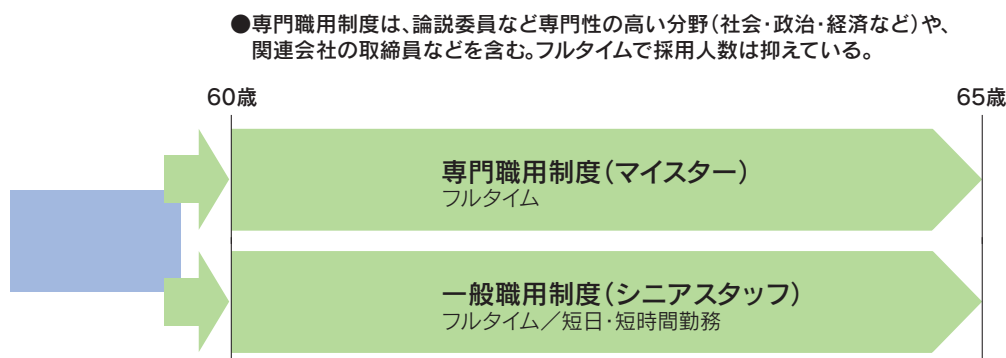 ●専門職用制度は、論説委員など専門性の高い分野(社会・政治・経済など)や、
関連会社の取締員などを含む。フルタイムで採用人数は抑えている。
60歳
65歳
専門職用制度(マイスター)
フルタイム
一般職用制度(シニアスタッフ)
フルタイム/短日・短時間勤務